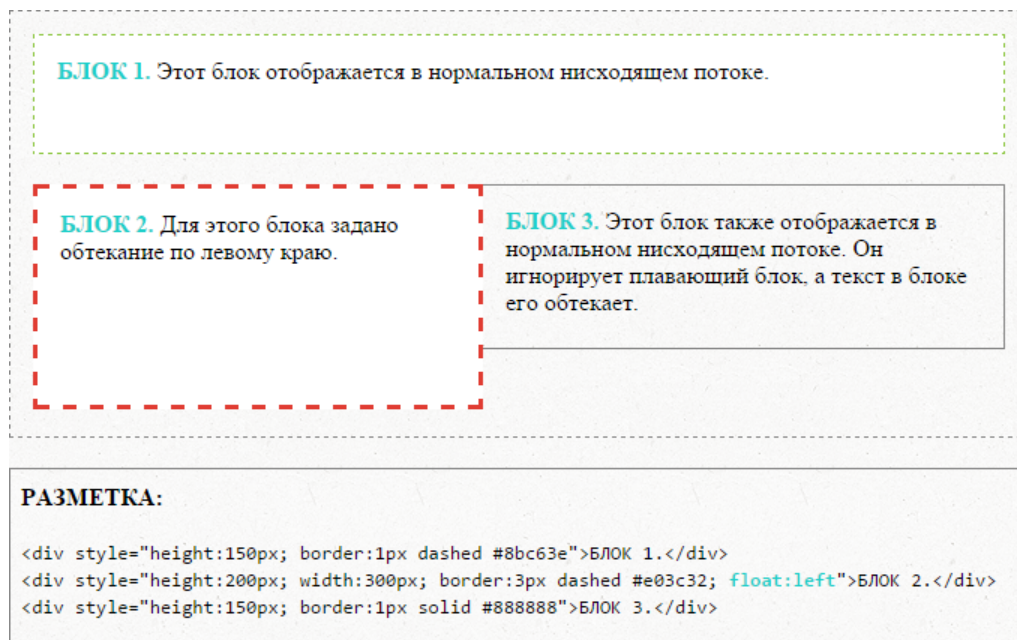 БЛОК 1. Этот блок отображается в нормальном нисходящем потоке.
БЛОК 2. Для этого блока задано
обтекание по левому краю.
БЛОК 3. Этот блок также отображается в
нормальном нисходящем потоке. Он
игнорирует плавающий блок, а текст в блоке
его обтекает.
РАЗМЕТКА:
<div style="height:150px; border:1px dashed #8bc63e">БЛОК 1.</div>
<div style="height:200px; width:300px; border:3px dashed #e03c32; float:left">БЛОК 2.</div>
<div style="height:150px; border:1px solid #888888">БЛОК 3.</div>